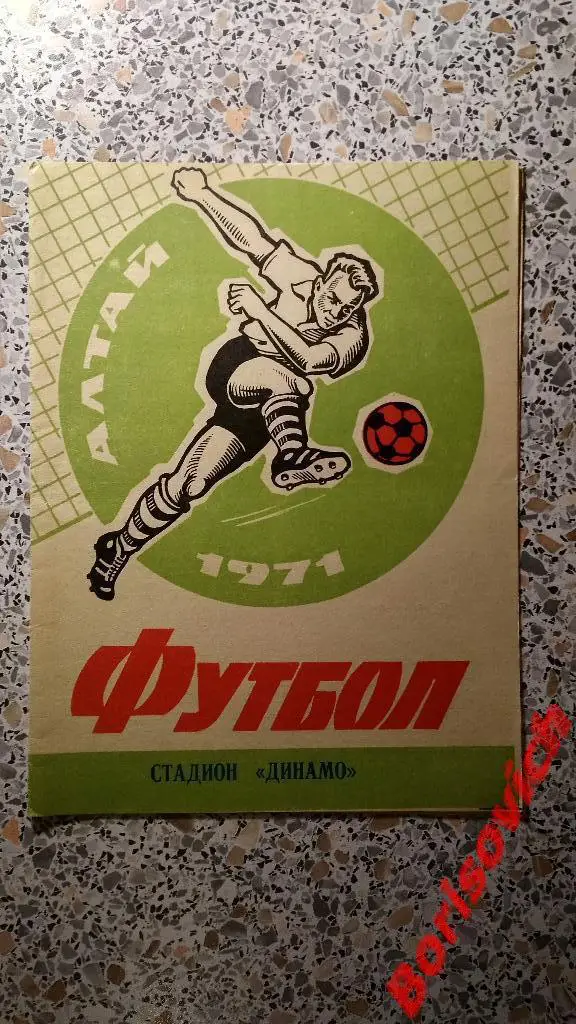 АЛТАЙ
1971
ФУТБОЛ
СТАДИОН «ДИНАМО»
Borisovich